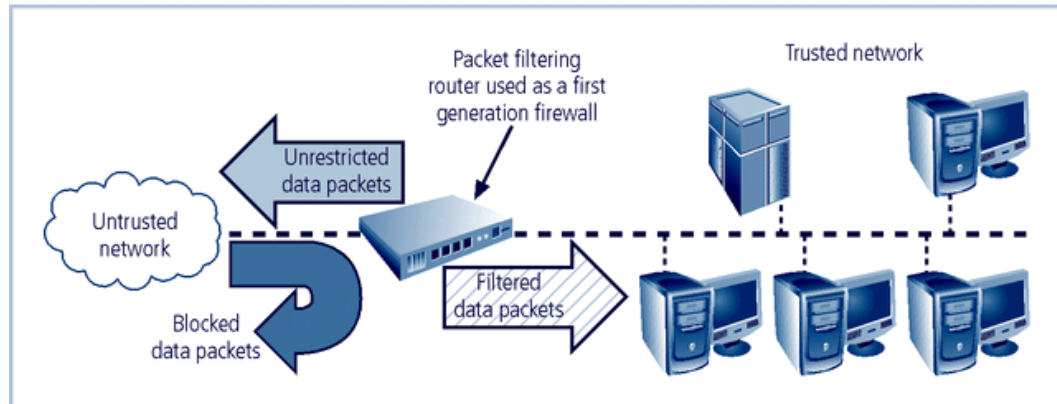 Packet filtering
router used as a first
generation firewall
Trusted network
Unrestricted
data packets
Untrusted
network
Filtered
data packets
Blocked
data packets